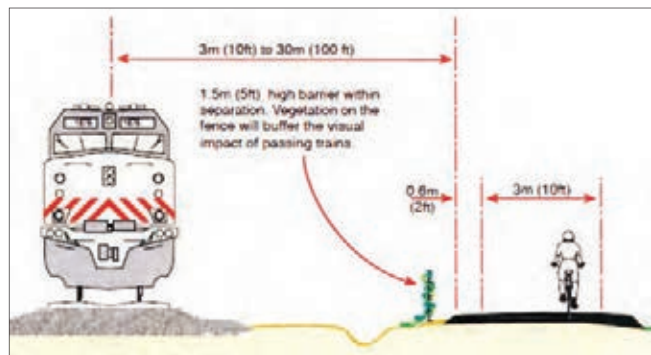 3m (10ft) to 30m (100 ft)
1.5m (5ft) high barrier within
separation. Vegetation on the
fence will buffer the visual
impact of passing trains.
0.6m
(2ft)
3m (10ft)